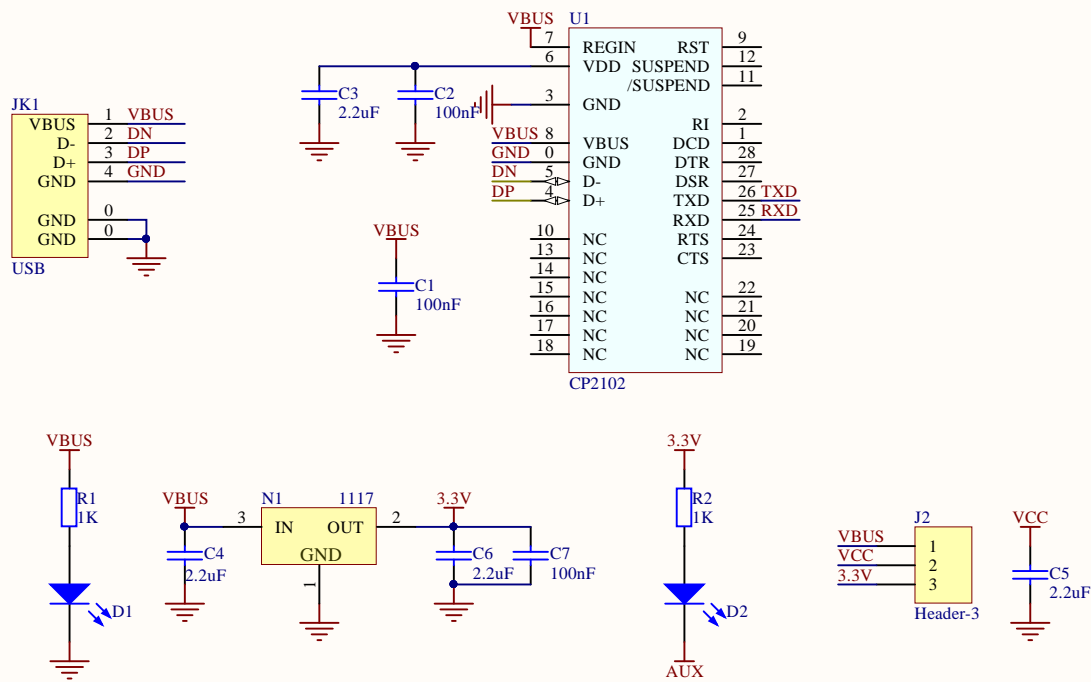 JK1
VBUS 1 VBUS
D- 2 DN
D+ 3 DP
GND 4 GND
GND 0
GND 0
USB
C3
2.2uF
C2
100nF
VBUS
C1
100nF
VBUS
U1
7 REGIN RST 9
6 VDD SUSPEND 12
/SUSPEND 11
3 GND
RI 2
VBUS 8 VBUS DCD 1
GND 0 GND DTR 28
DN 5 D- DSR 27
DP 4 D+ TXD 26 TXD
RXD 25 RXD
10 NC RTS 24
13 NC CTS 23
14 NC
15 NC NC 22
16 NC NC 21
17 NC NC 20
18 NC NC 19
CP2102
VBUS
R1
1K
D1
VBUS
C4
2.2uF
N1 1117
3 IN OUT 2
GND
1
3.3V
C6
2.2uF
C7
100nF
3.3V
R2
1K
D2
AUX
J2
VBUS 1
VCC 2
3.3V 3
Header-3
VCC
C5
2.2uF